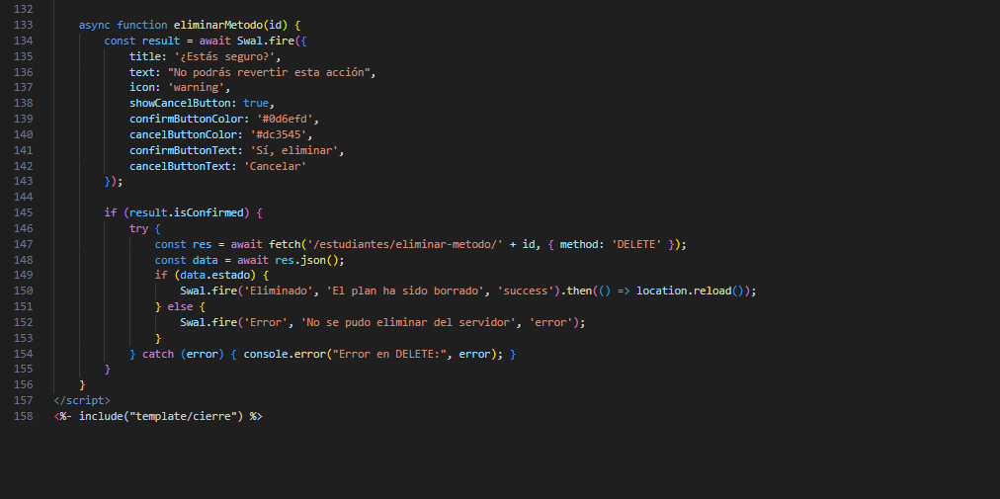 132
133 async function eliminarMetodo(id) {
134 const result = await Swal.fire({
135 title: '¿Estás seguro?',
136 text: "No podrás revertir esta acción",
137 icon: 'warning',
138 showCancelButton: true,
139 confirmButtonColor: '#0d6efd',
140 cancelButtonColor: '#dc3545',
141 confirmButtonText: 'Sí, eliminar',
142 cancelButtonText: 'Cancelar'
143 });
144
145 if (result.isConfirmed) {
146 try {
147 const res = await fetch('/estudiantes/eliminar-metodo/' + id, { method: 'DELETE' });
148 const data = await res.json();
149 if (data.estado) {
150 Swal.fire('Eliminado', 'El plan ha sido borrado', 'success').then(() => location.reload());
151 } else {
152 Swal.fire('Error', 'No se pudo eliminar del servidor', 'error');
153 }
154 } catch (error) { console.error("Error en DELETE:", error); }
155 }
156 }
157 </script>
158 <%- include("template/cierre") %>